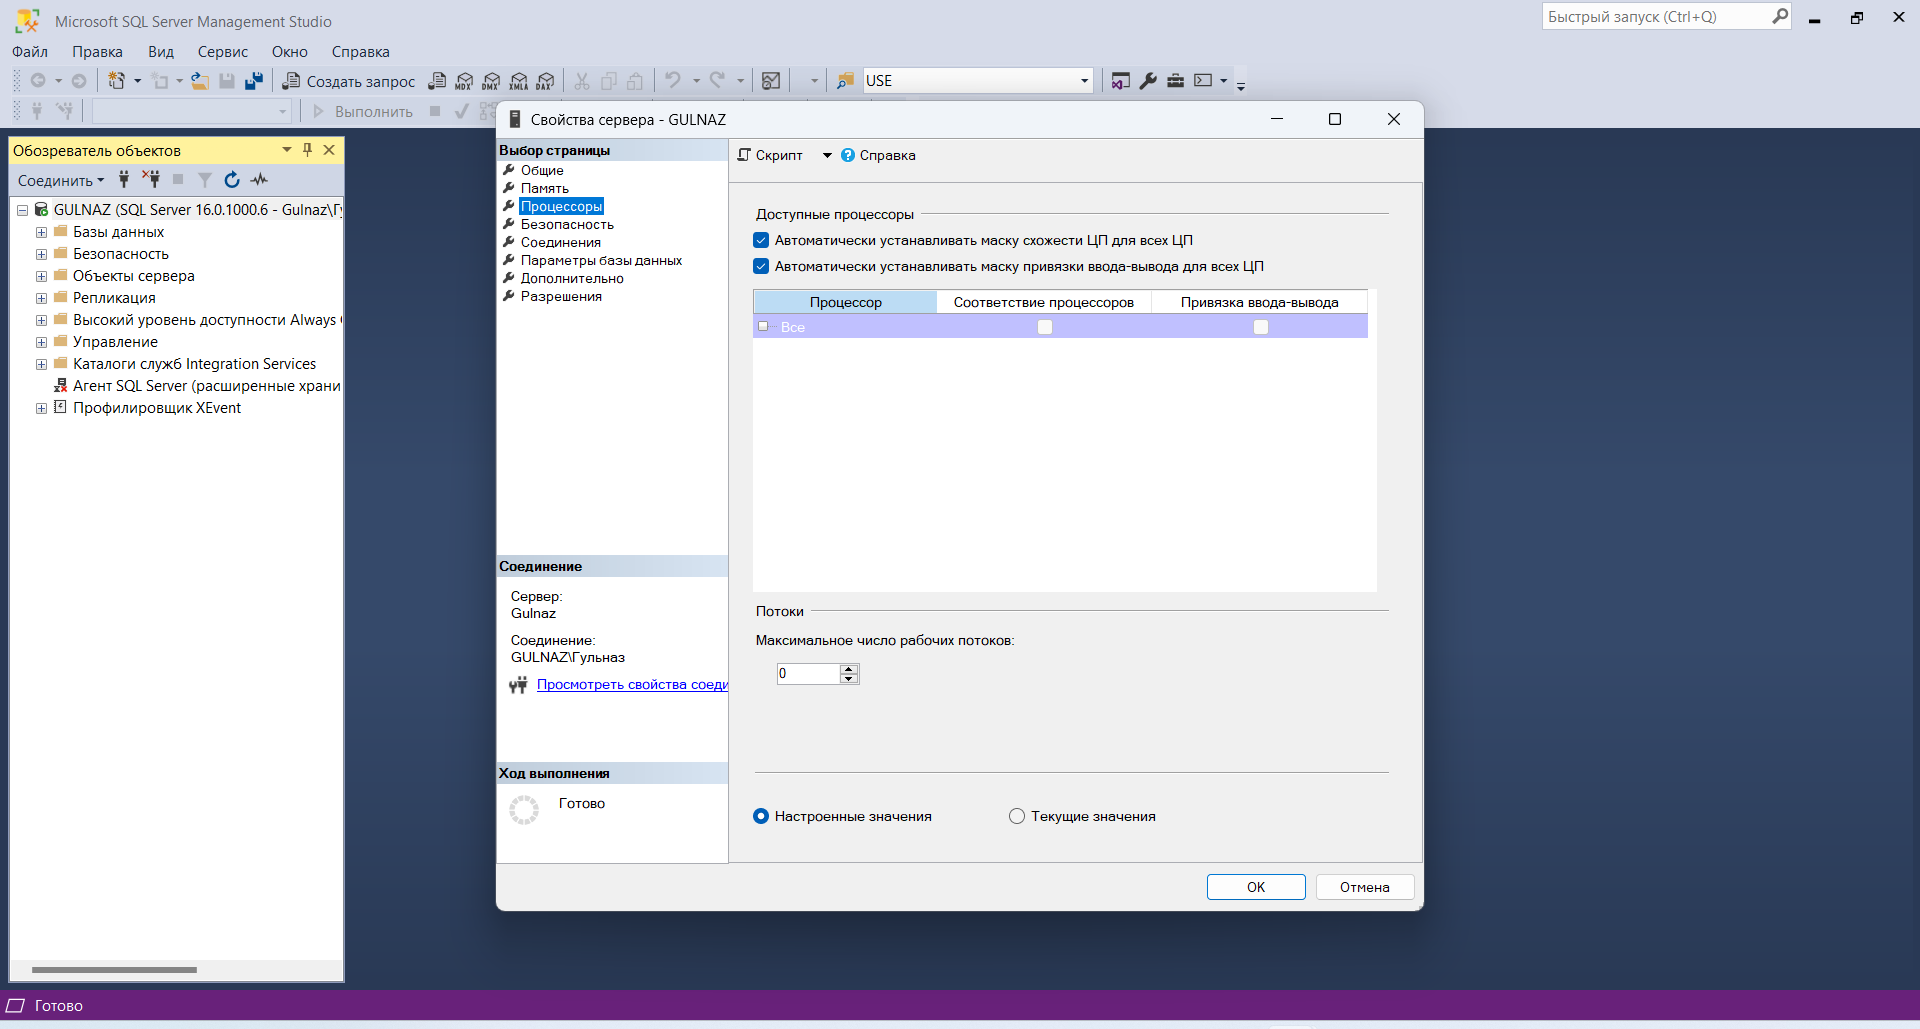 Microsoft SQL Server Management Studio
Быстрый запуск (Ctrl+Q)
Файл Правка Вид Сервис Окно Справка
Создать запрос MDX DMX XMLA DAX USE
Выполнить
Свойства сервера - GULNAZ
Обозреватель объектов
Соединить
GULNAZ (SQL Server 16.0.1000.6 - Gulnaz\Гу
Базы данных
Безопасность
Объекты сервера
Репликация
Высокий уровень доступности Always
Управление
Каталоги служб Integration Services
Агент SQL Server (расширенные храни
Профилировщик XEvent
Выбор страницы
Общие
Память
Процессоры
Безопасность
Соединения
Параметры базы данных
Дополнительно
Разрешения
Соединение
Сервер:
Gulnaz
Соединение:
GULNAZ\Гульназ
Просмотреть свойства соеди
Ход выполнения
Готово
Скрипт Справка
Доступные процессоры
Автоматически устанавливать маску схожести ЦП для всех ЦП
Автоматически устанавливать маску привязки ввода-вывода для всех ЦП
Процессор Соответствие процессоров Привязка ввода-вывода
Все
Потоки
Максимальное число рабочих потоков:
0
Настроенные значения Текущие значения
ОК Отмена
Готово